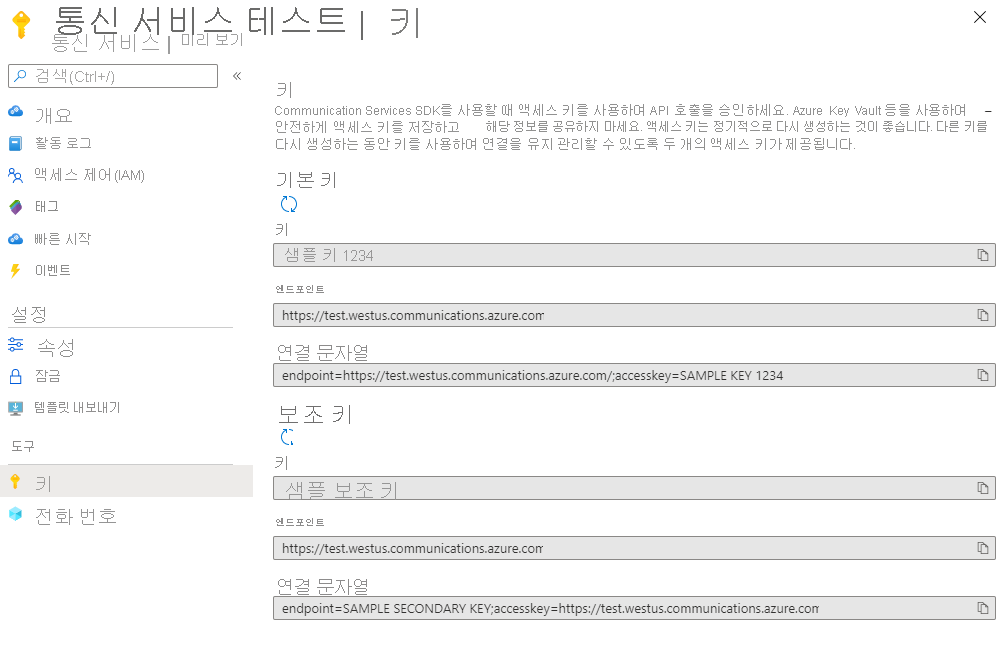 통신 서비스 테스트 | 키
통신 서비스 | 미리 보기
검색(Ctrl+/)
«
개요
활동 로그
액세스 제어(IAM)
태그
빠른 시작
이벤트
설정
속성
잠금
템플릿 내보내기
도구
키
전화 번호
키
Communication Services SDK를 사용할 때 액세스 키를 사용하여 API 호출을 승인하세요. Azure Key Vault 등을 사용하여 –
안전하게 액세스 키를 저장하고 해당 정보를 공유하지 마세요. 액세스 키는 정기적으로 다시 생성하는 것이 좋습니다. 다른 키를
다시 생성하는 동안 키를 사용하여 연결을 유지 관리할 수 있도록 두 개의 액세스 키가 제공됩니다.
기본 키
키
샘플 키 1234
엔드포인트
https://test.westus.communications.azure.com
연결 문자열
endpoint=https://test.westus.communications.azure.com/;accesskey=SAMPLE KEY 1234
보조 키
키
샘플 보조 키
엔드포인트
https://test.westus.communications.azure.com
연결 문자열
endpoint=SAMPLE SECONDARY KEY;accesskey=https://test.westus.communications.azure.com